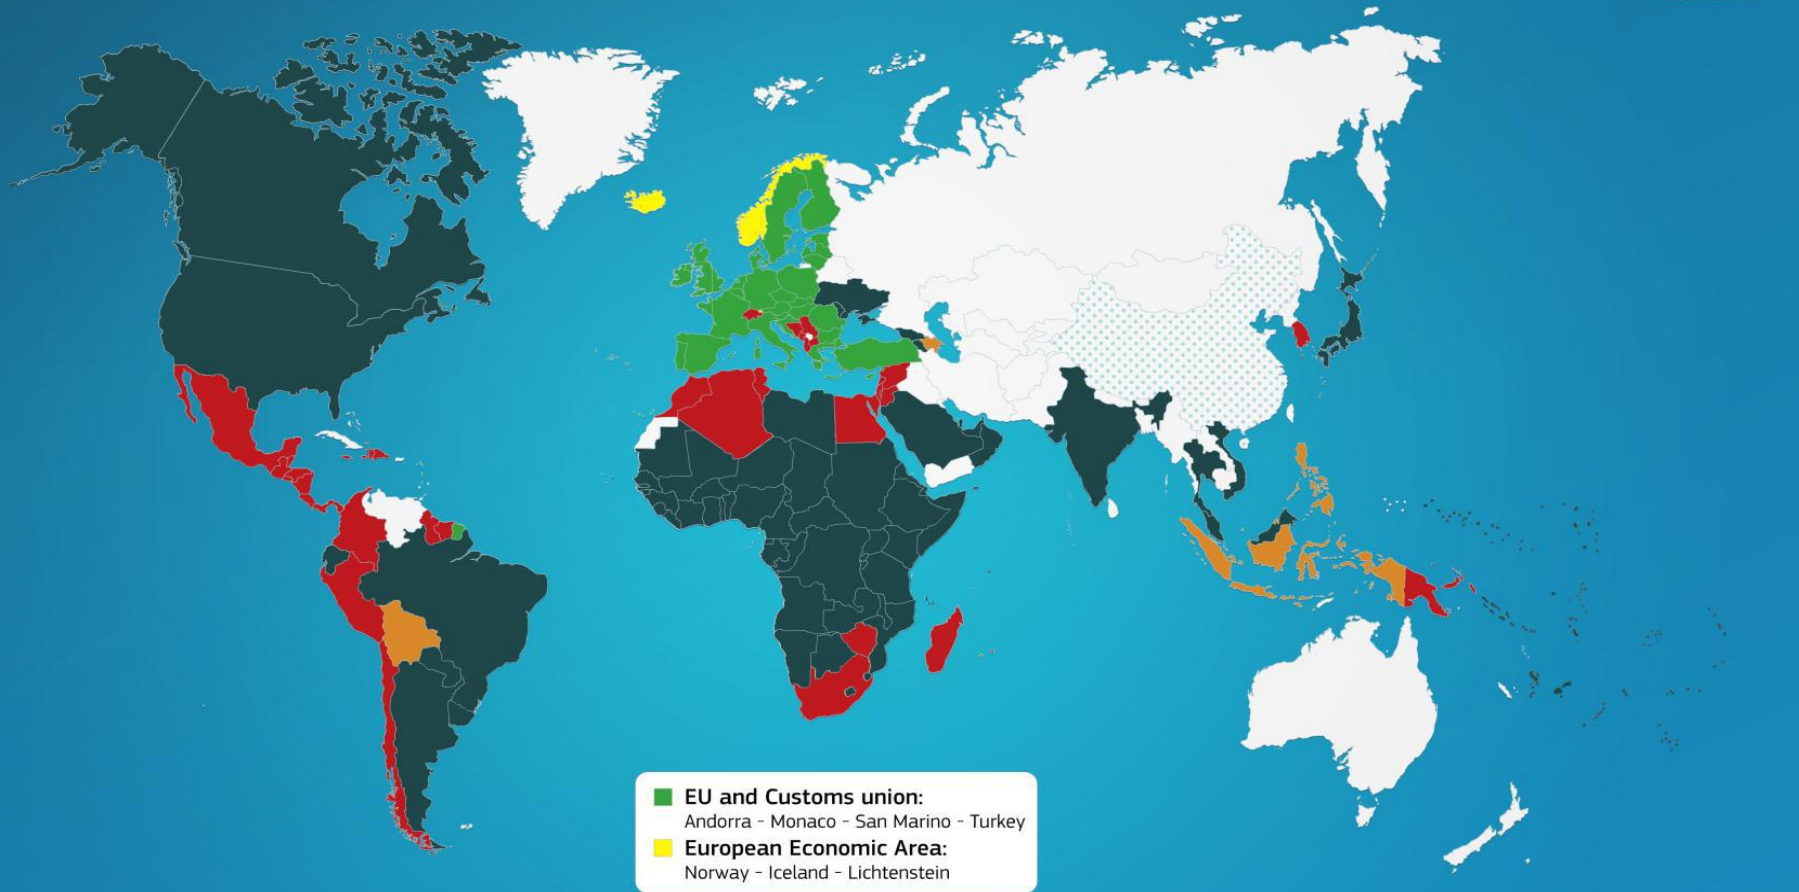 EU and Customs union:
Andorra - Monaco - San Marino - Turkey
European Economic Area:
Norway - Iceland - Lichtenstein